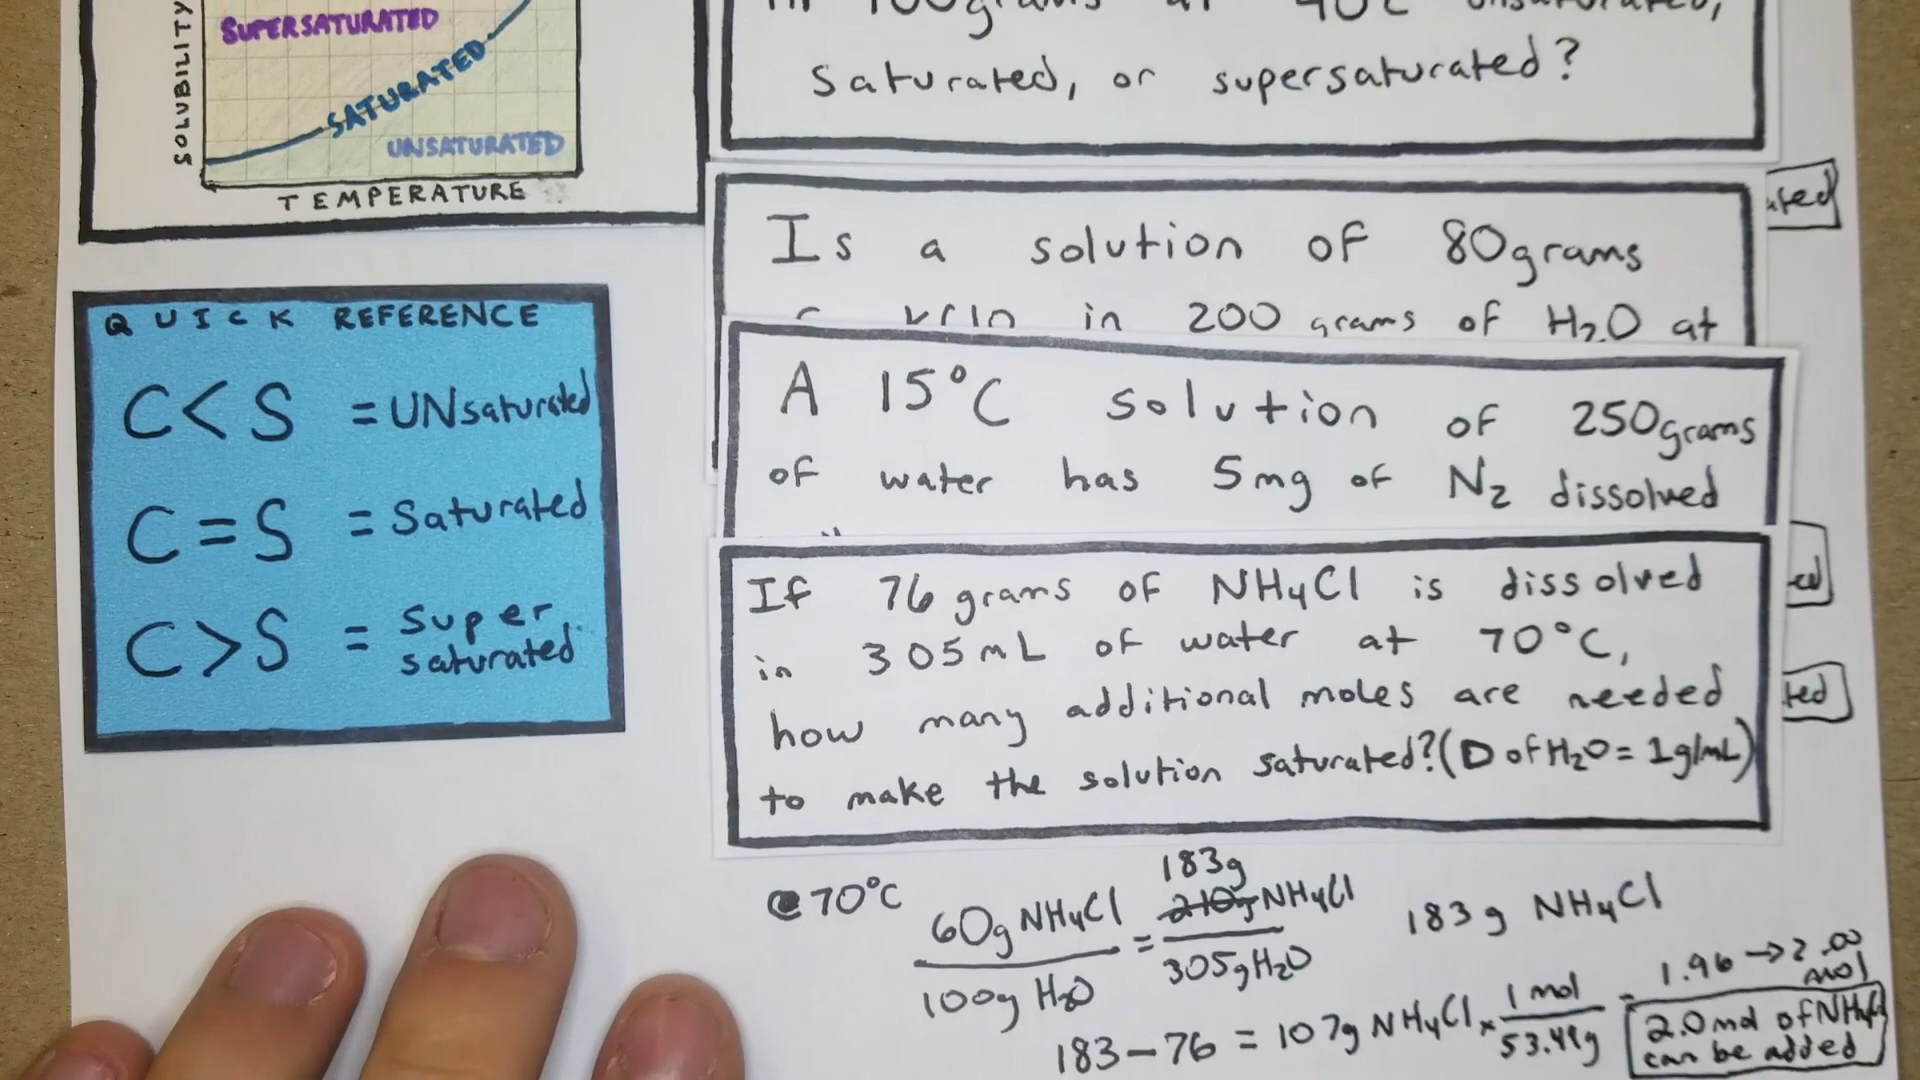 SOLUBILITY
SUPERSATURATED
SATURATED
UNSATURATED
TEMPERATURE
QUICK REFERENCE
C < S = UNsaturated
C = S = Saturated
C > S = super saturated
saturated, or supersaturated?
Is a solution of 80grams
in 200 grams of H2O at
A 15°C solution of 250grams
of water has 5mg of N2 dissolved
If 76 grams of NH4Cl is dissolved
in 305mL of water at 70°C,
how many additional moles are needed
to make the solution saturated? (D of H2O = 1g/mL)
@ 70°C
60g NH4Cl / 100g H2O = 183g NH4Cl / 305g H2O
183g NH4Cl
183 - 76 = 107g NH4Cl × 1 mol / 53.49g = 1.96 → 2.00 mol
2.0 mol of NH4Cl
can be added